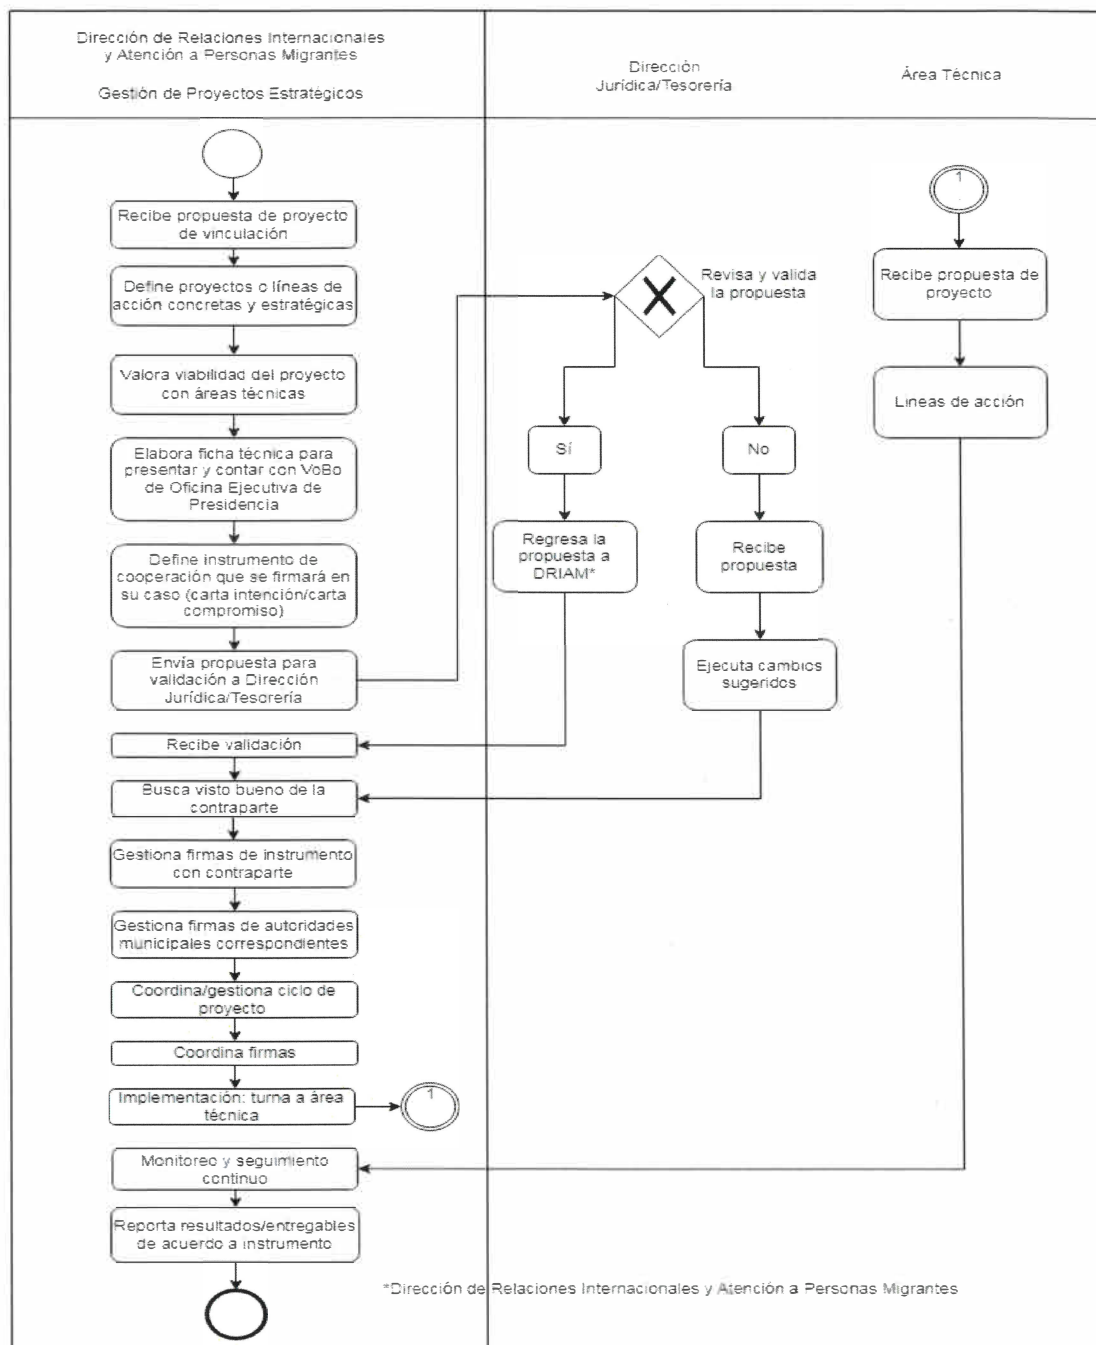 Dirección de Relaciones Internacionales
y Atención a Personas Migrantes
Gestión de Proyectos Estratégicos
Dirección
Jurídica/Tesorería
Área Técnica
Recibe propuesta de proyecto
de vinculación
Define proyectos o líneas de
acción concretas y estratégicas
Valora viabilidad del proyecto
con áreas técnicas
Elabora ficha técnica para
presentar y contar con VoBo
de Oficina Ejecutiva de
Presidencia
Define instrumento de
cooperación que se firmará en
su caso (carta intención/carta
compromiso)
Envía propuesta para
validación a Dirección
Jurídica/Tesorería
Recibe validación
Busca visto bueno de la
contraparte
Gestiona firmas de instrumento
con contraparte
Gestiona firmas de autoridades
municipales correspondientes
Coordina/gestiona ciclo de
proyecto
Coordina firmas
Implementación: turna a área
técnica
1
Monitoreo y seguimiento
continuo
Reporta resultados/entregables
de acuerdo a instrumento
Revisa y valida
la propuesta
Sí
No
Regresa la
propuesta a
DRIAM*
Recibe
propuesta
Ejecuta cambios
sugeridos
1
Recibe propuesta de
proyecto
Lineas de acción
*Dirección de Relaciones Internacionales y Atención a Personas Migrantes